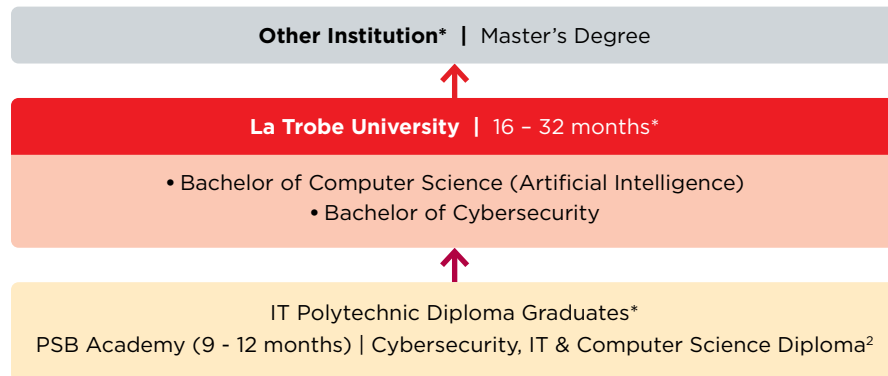 Other Institution* | Master's Degree
La Trobe University | 16 – 32 months*
• Bachelor of Computer Science (Artificial Intelligence)
• Bachelor of Cybersecurity
IT Polytechnic Diploma Graduates*
PSB Academy (9 - 12 months) | Cybersecurity, IT & Computer Science Diploma²